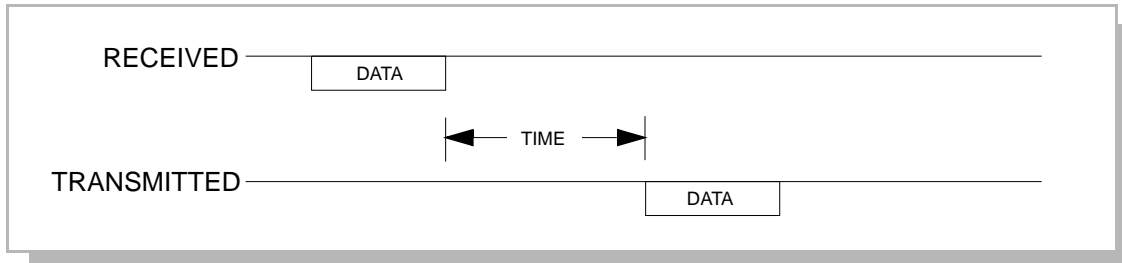 RECEIVED
DATA
TIME
TRANSMITTED
DATA